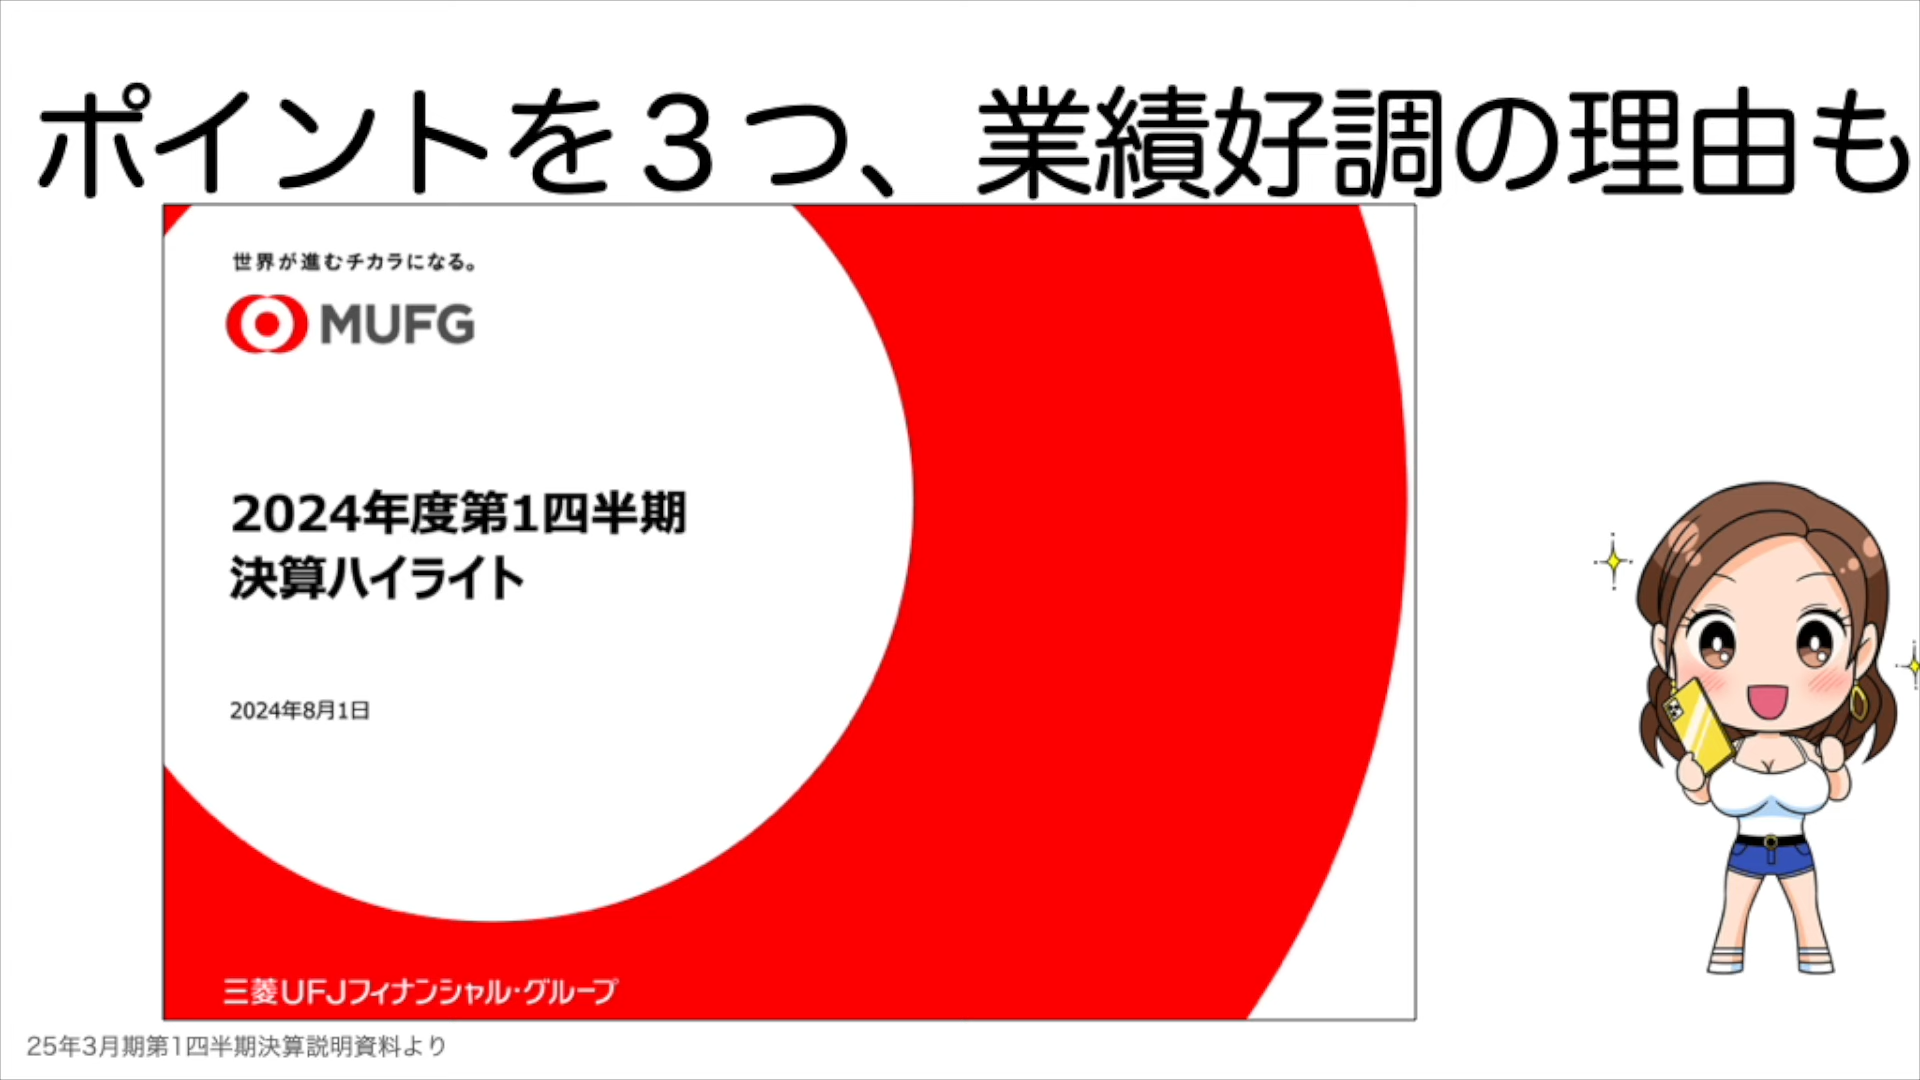 ポイントを３つ、業績好調の理由も
世界が進むチカラになる。
MUFG
2024年度第1四半期
決算ハイライト
2024年8月1日
三菱UFJフィナンシャル・グループ
25年3月期第1四半期決算説明資料より